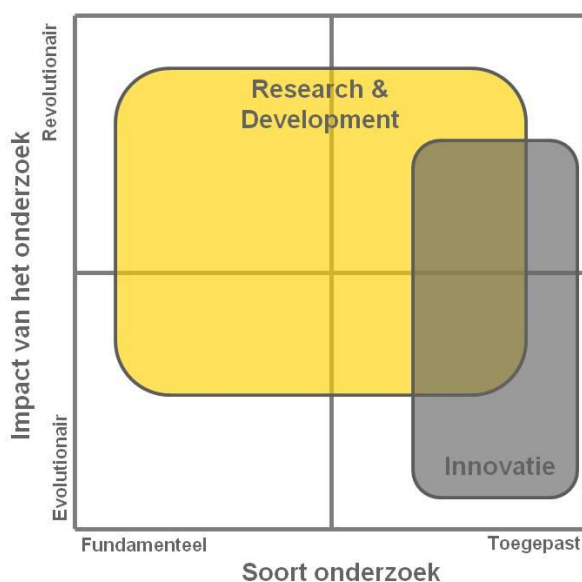 Research &
Development
Revolutionair
Impact van het onderzoek
Evolutionair
Innovatie
Fundamenteel
Toegepast
Soort onderzoek